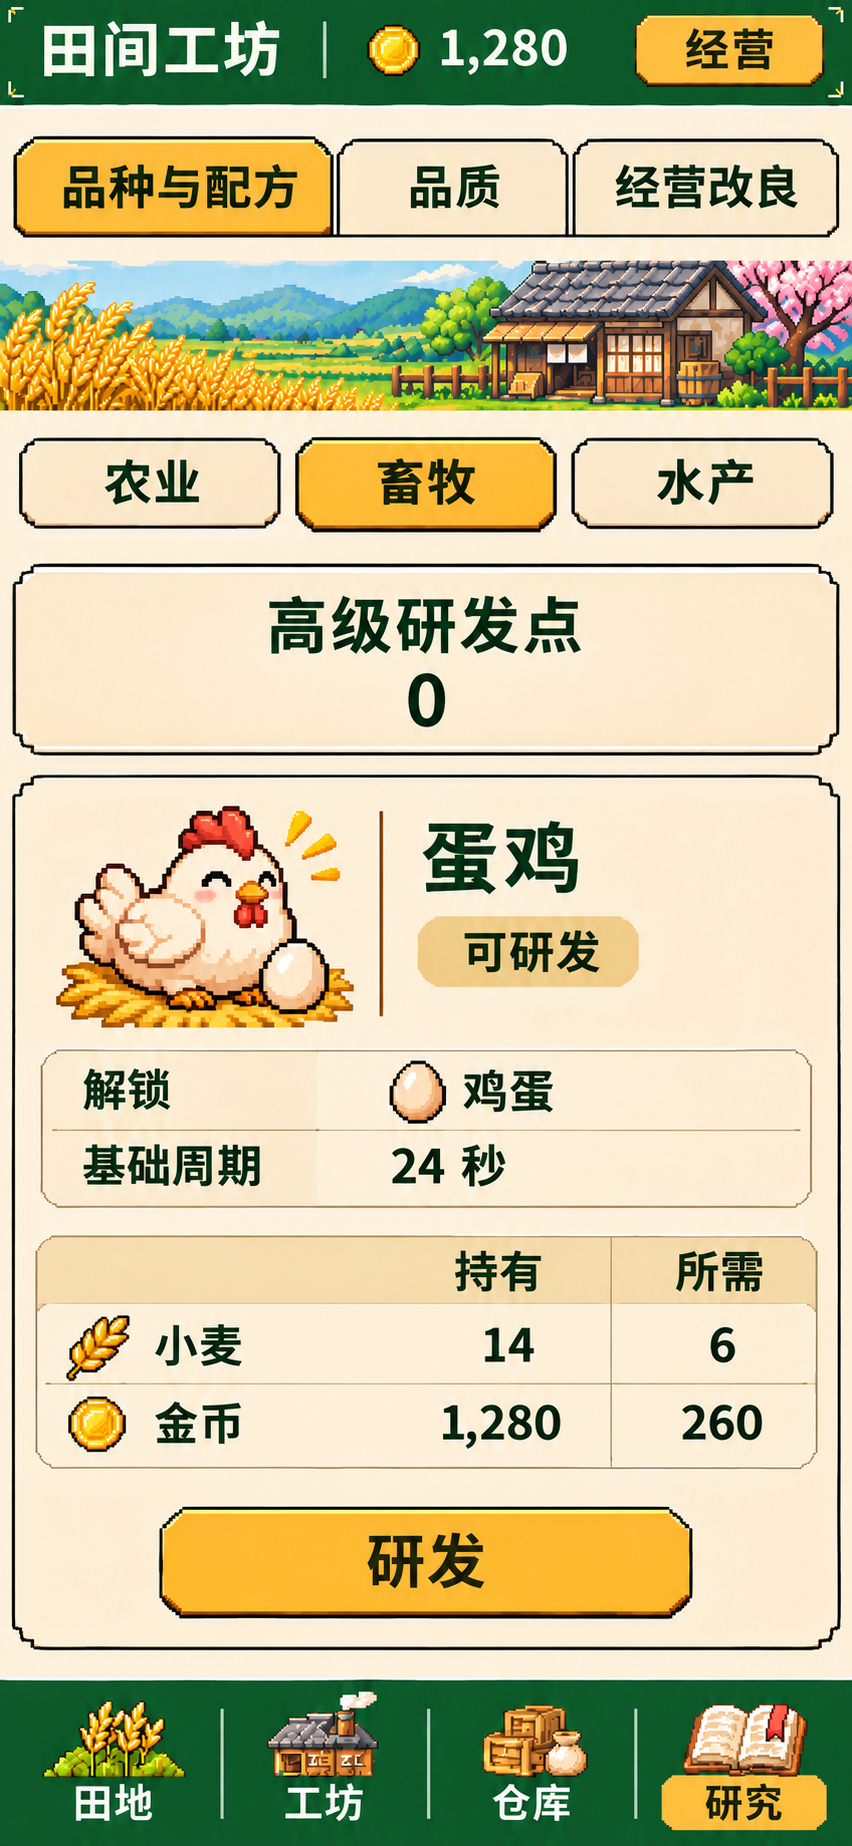 田间工坊 1,280 经营
品种与配方 品质 经营改良
农业 畜牧 水产
高级研发点
0
蛋鸡
可研发
解锁 鸡蛋
基础周期 24 秒
持有 所需
小麦 14 6
金币 1,280 260
研发
田地 工坊 仓库 研究